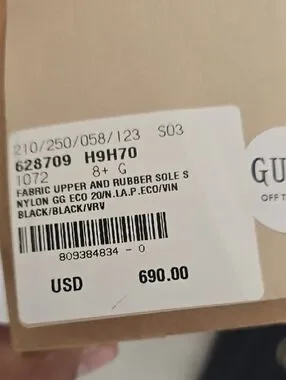 210/250/058/123 S03
628709 H9H70
1072 8+ G
FABRIC UPPER AND RUBBER SOLE S
NYLON GG ECO 20/N.LA.P.ECO/VIN
BLACK/BLACK/VRV
809384834 - 0
USD 690.00
GU
OFF T